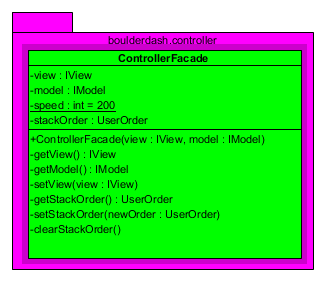 boulderdash.controller
ControllerFacade
-view : IView
-model : IModel
-speed : int = 200
-stackOrder : UserOrder
+ControllerFacade(view : IView, model : IModel)
-getView() : IView
-getModel() : IModel
-setView(view : IView)
-getStackOrder() : UserOrder
-setStackOrder(newOrder : UserOrder)
-clearStackOrder()